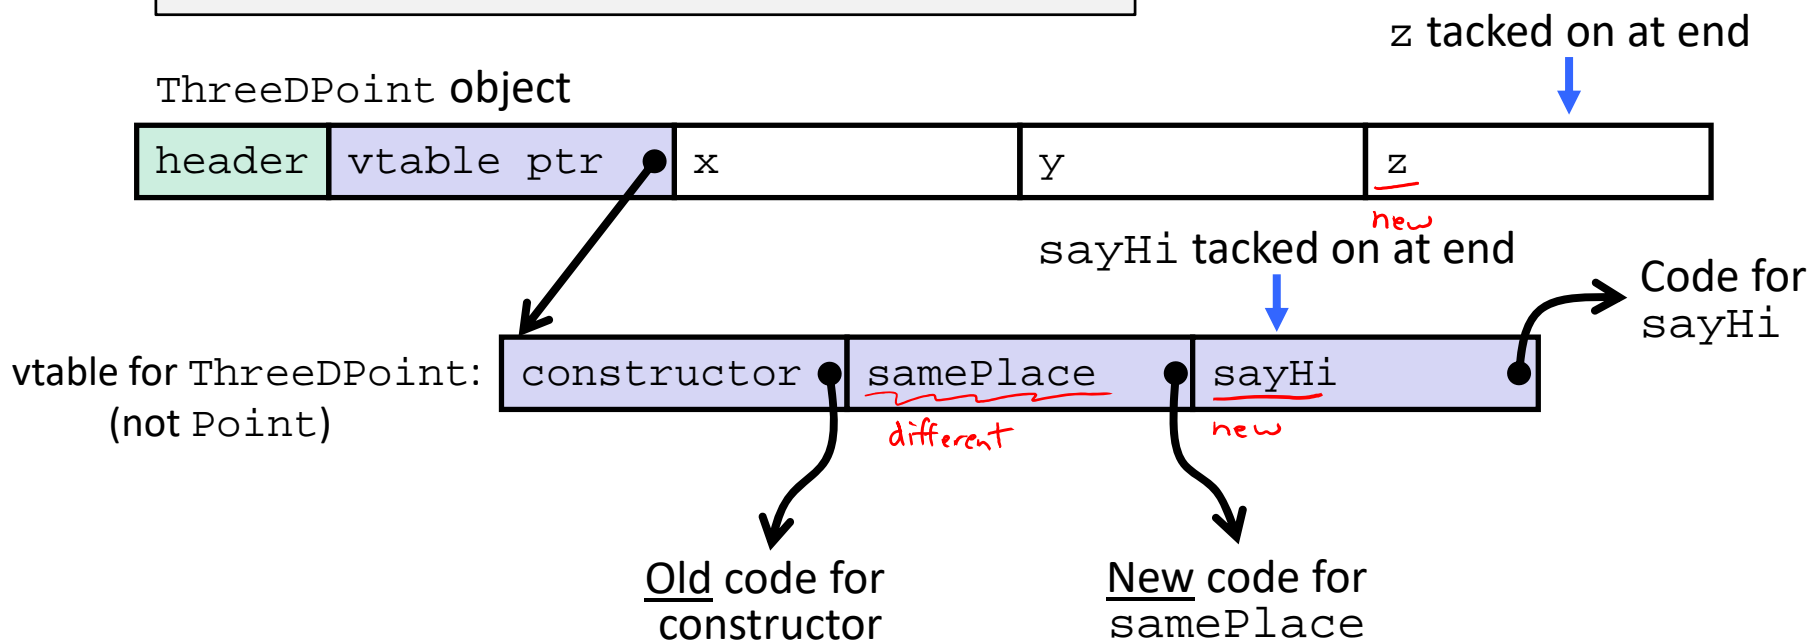 z tacked on at end
ThreeDPoint object
header vtable ptr x y z
new
sayHi tacked on at end
Code for
sayHi
vtable for ThreeDPoint:
(not Point)
constructor samePlace sayHi
different new
Old code for
constructor
New code for
samePlace